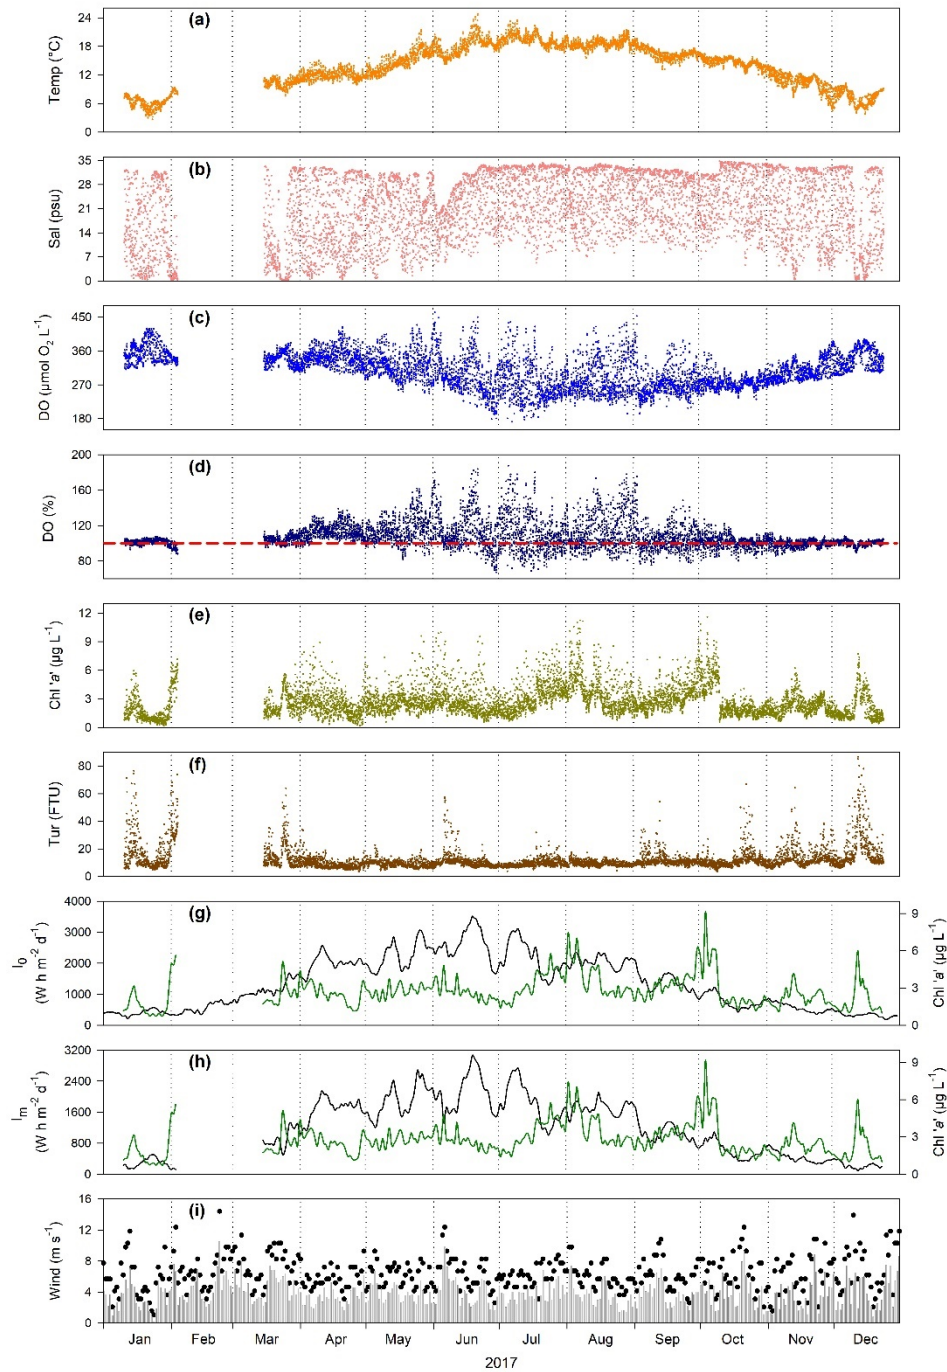 (a)
Temp (°C)
24
18
12
6
0
(b)
Sal (psu)
35
28
21
14
7
0
(c)
DO (µmol O₂ L⁻¹)
450
360
270
180
(d)
DO (%)
200
160
120
80
(e)
Chl 'a' (µg L⁻¹)
12
9
6
3
0
(f)
Tur (FTU)
80
60
40
20
0
(g)
I₀
(W h m⁻² d⁻¹)
4000
3000
2000
1000
0
9
6
3
0
Chl 'a' (µg L⁻¹)
(h)
Iₘ
(W h m⁻² d⁻¹)
3200
2400
1600
800
0
9
6
3
0
Chl 'a' (µg L⁻¹)
(i)
Wind (m s⁻¹)
16
12
8
4
0
Jan Feb Mar Apr May Jun Jul Aug Sep Oct Nov Dec
2017